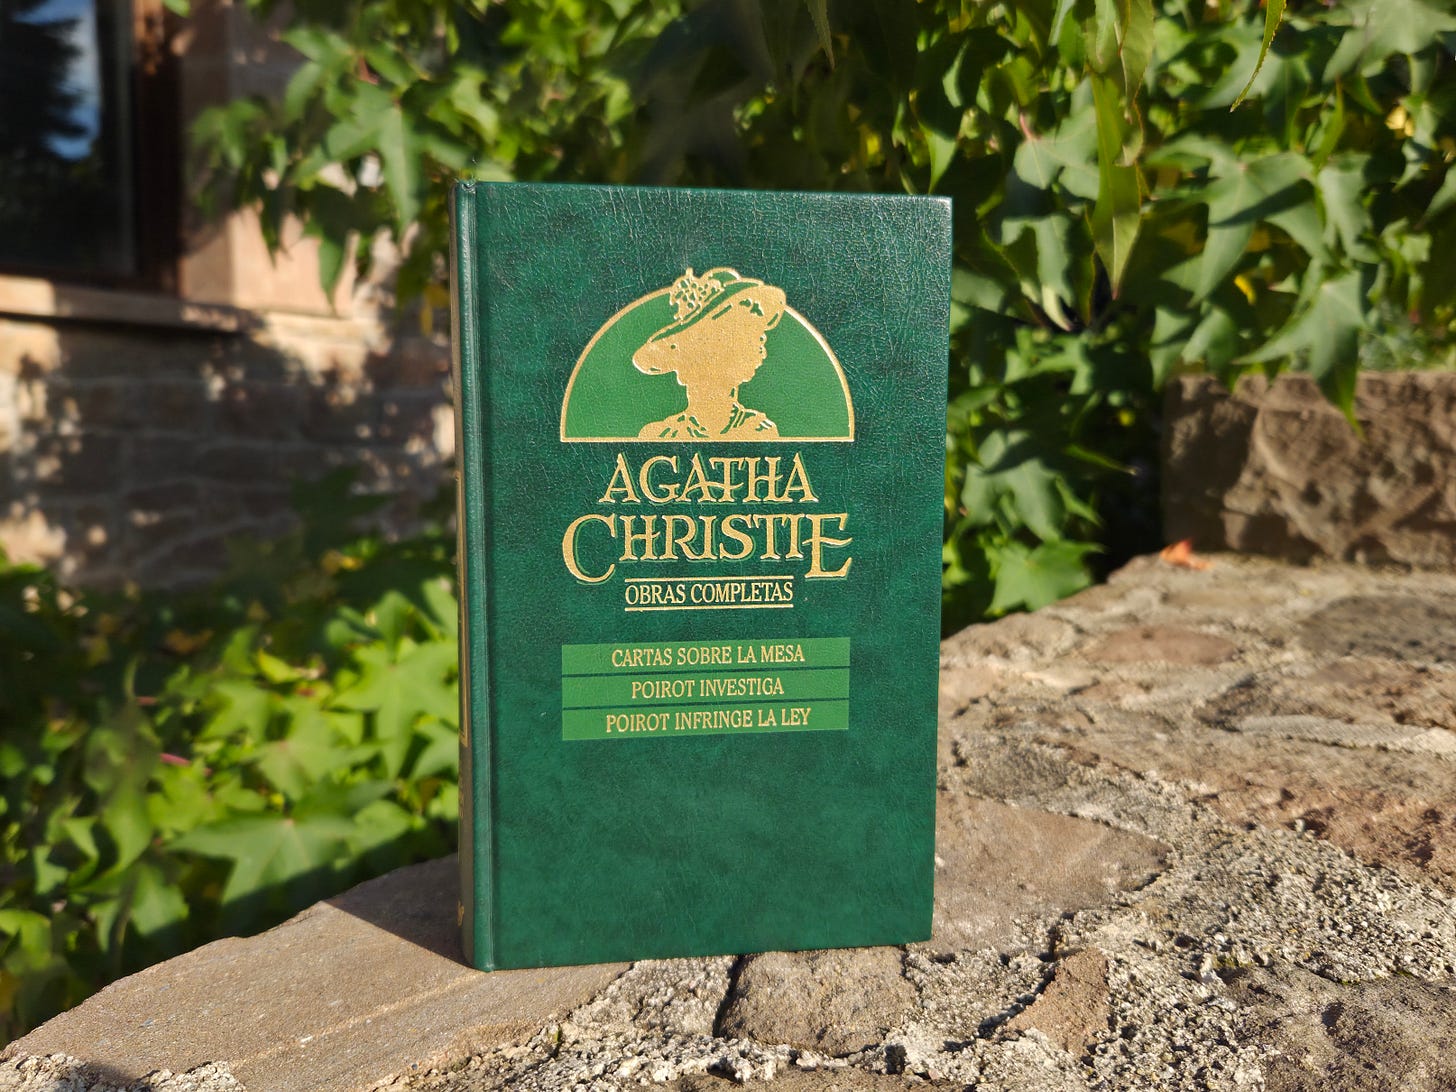 AGATHA
CHRISTIE
OBRAS COMPLETAS
CARTAS SOBRE LA MESA
POIROT INVESTIGA
POIROT INFRINGE LA LEY